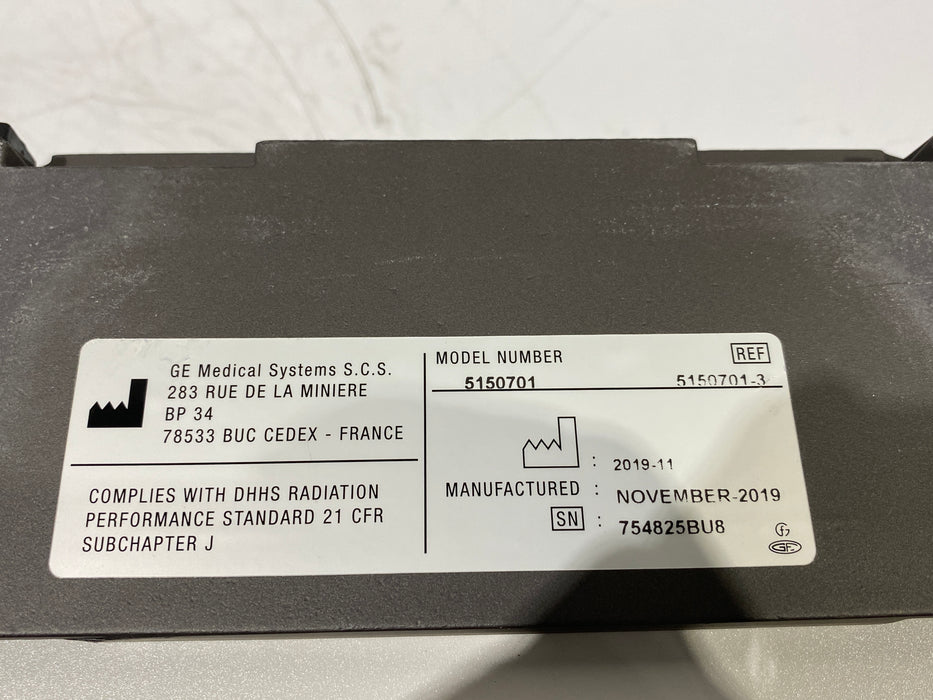 GE Medical Systems S.C.S.
283 RUE DE LA MINIERE
BP 34
78533 BUC CEDEX - FRANCE
COMPLIES WITH DHHS RADIATION
PERFORMANCE STANDARD 21 CFR
SUBCHAPTER J
MODEL NUMBER REF
5150701 5150701-3
: 2019-11
MANUFACTURED : NOVEMBER-2019
SN : 754825BU8
GE